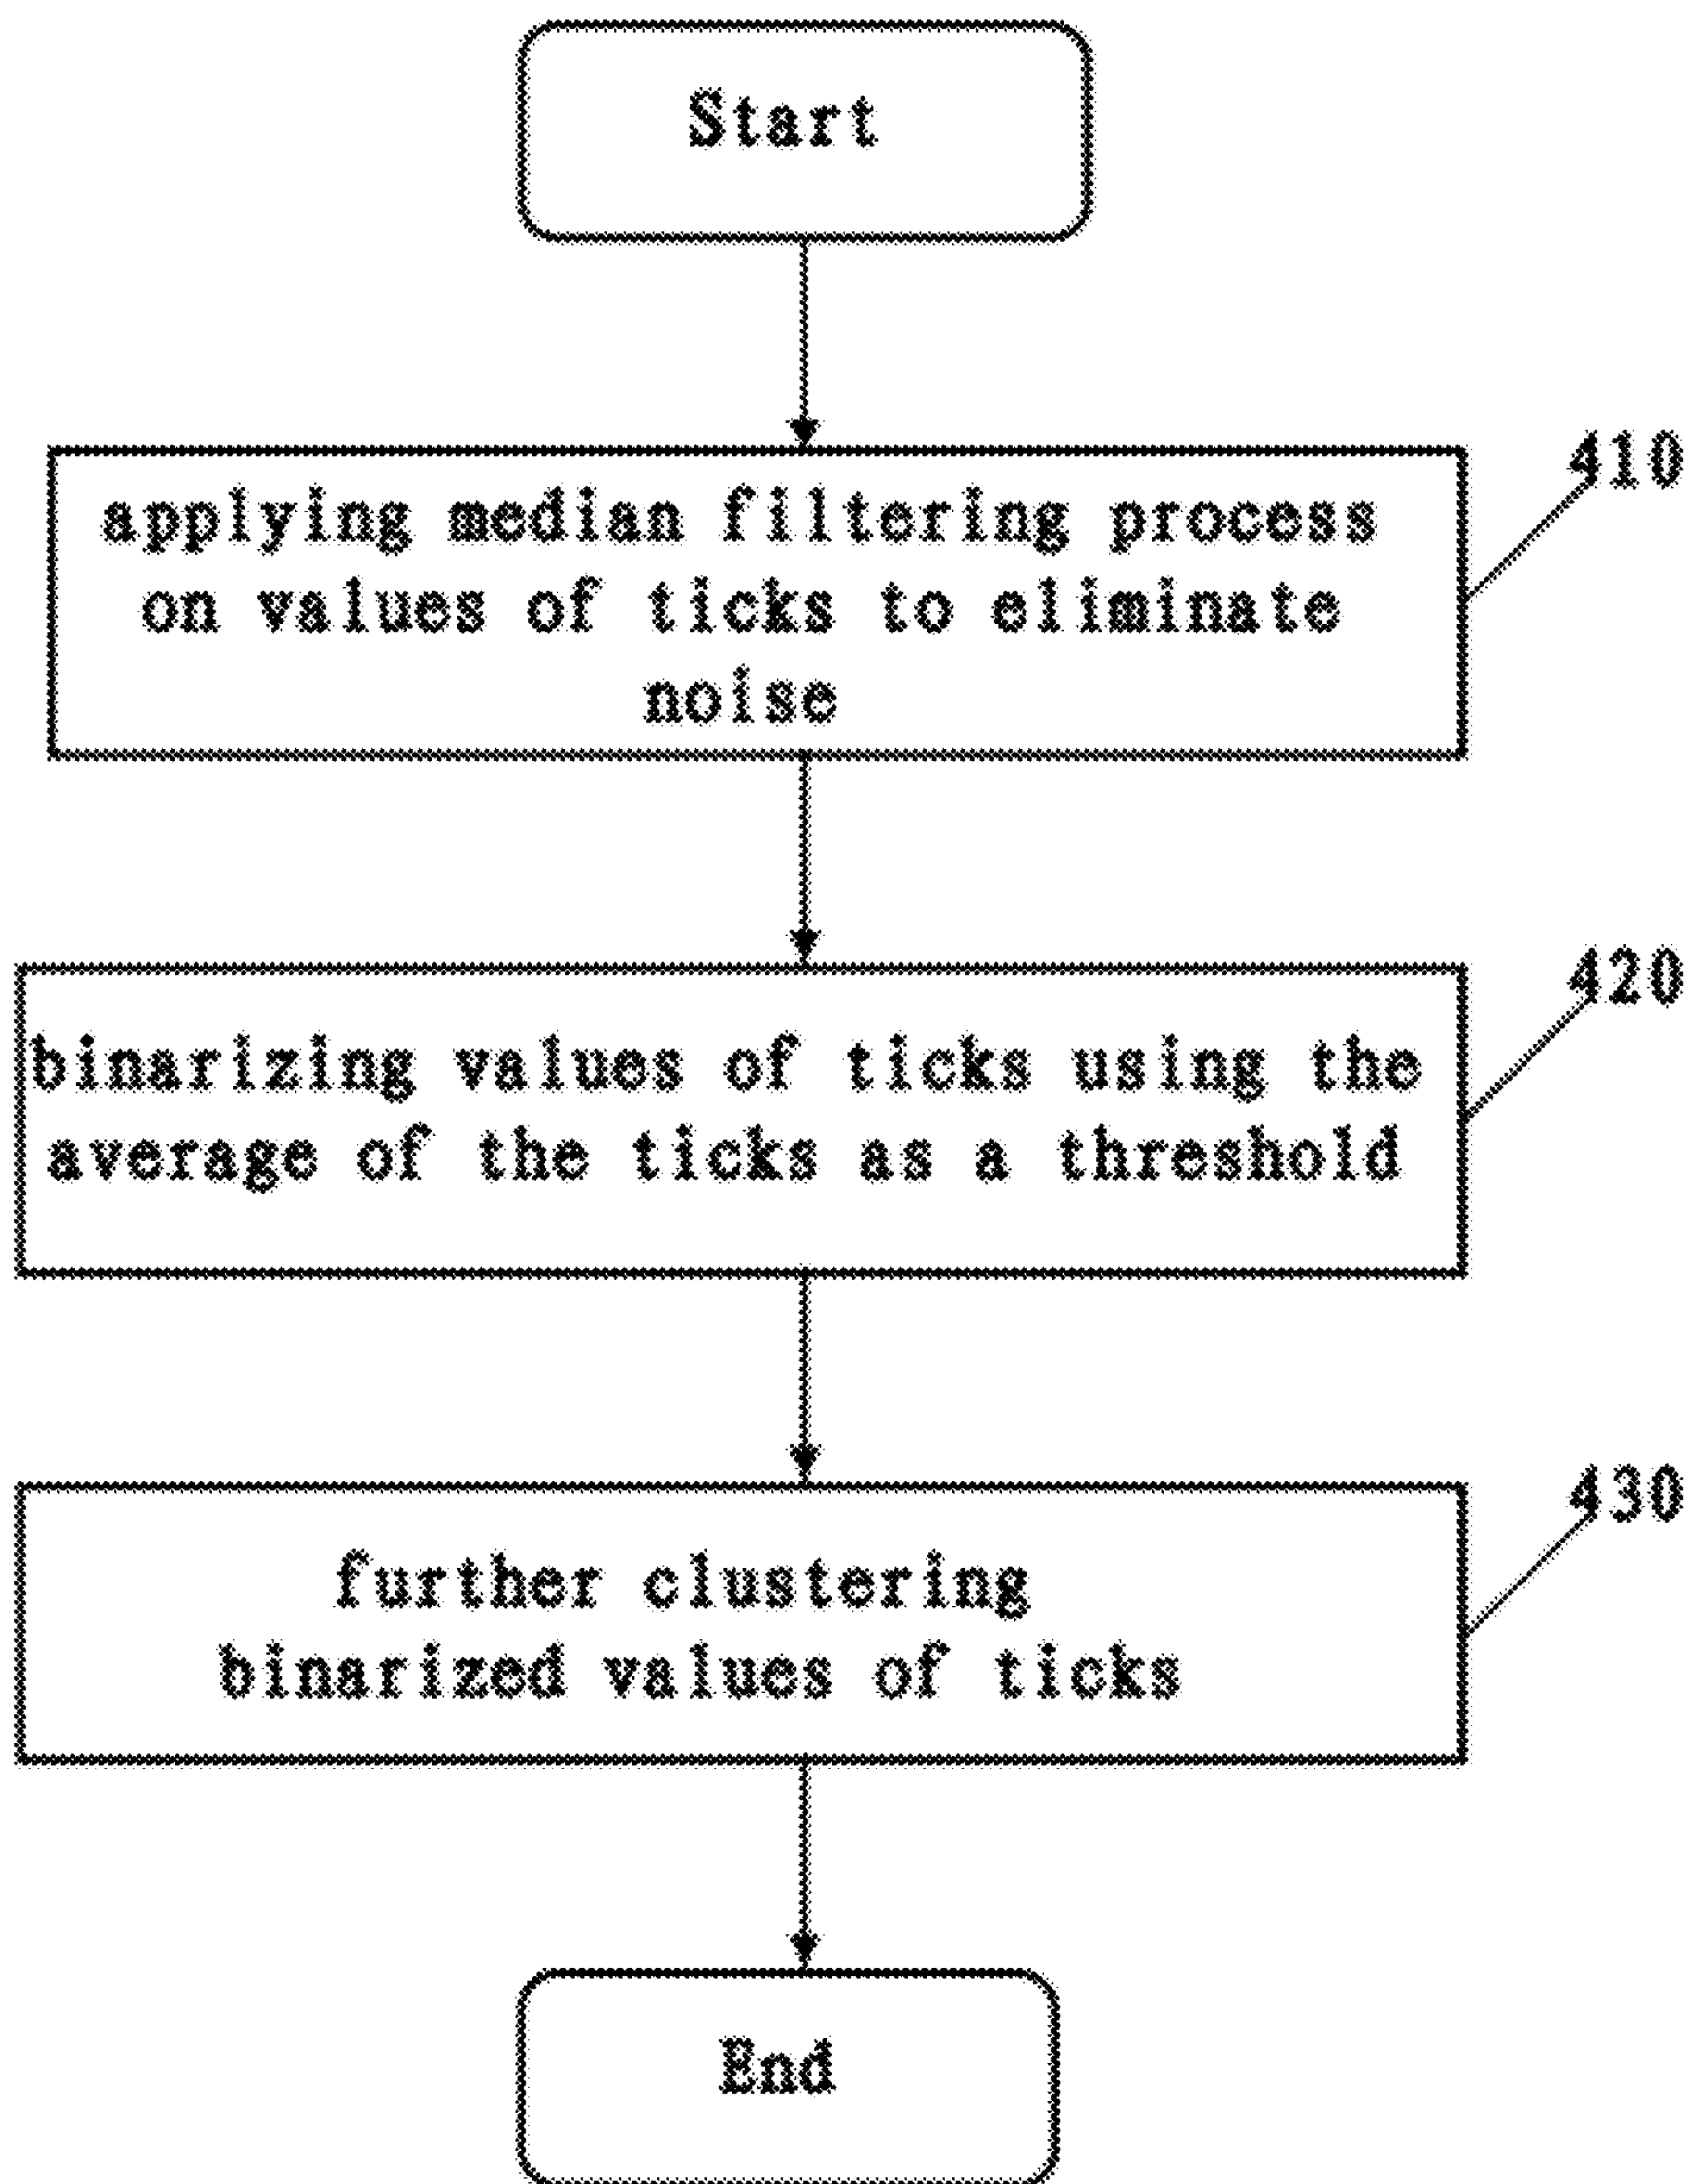 Start
410
applying median filtering process
on values of ticks to eliminate
noise
420
binarizing values of ticks using the
average of the ticks as a threshold
430
further clustering
binarized values of ticks
End